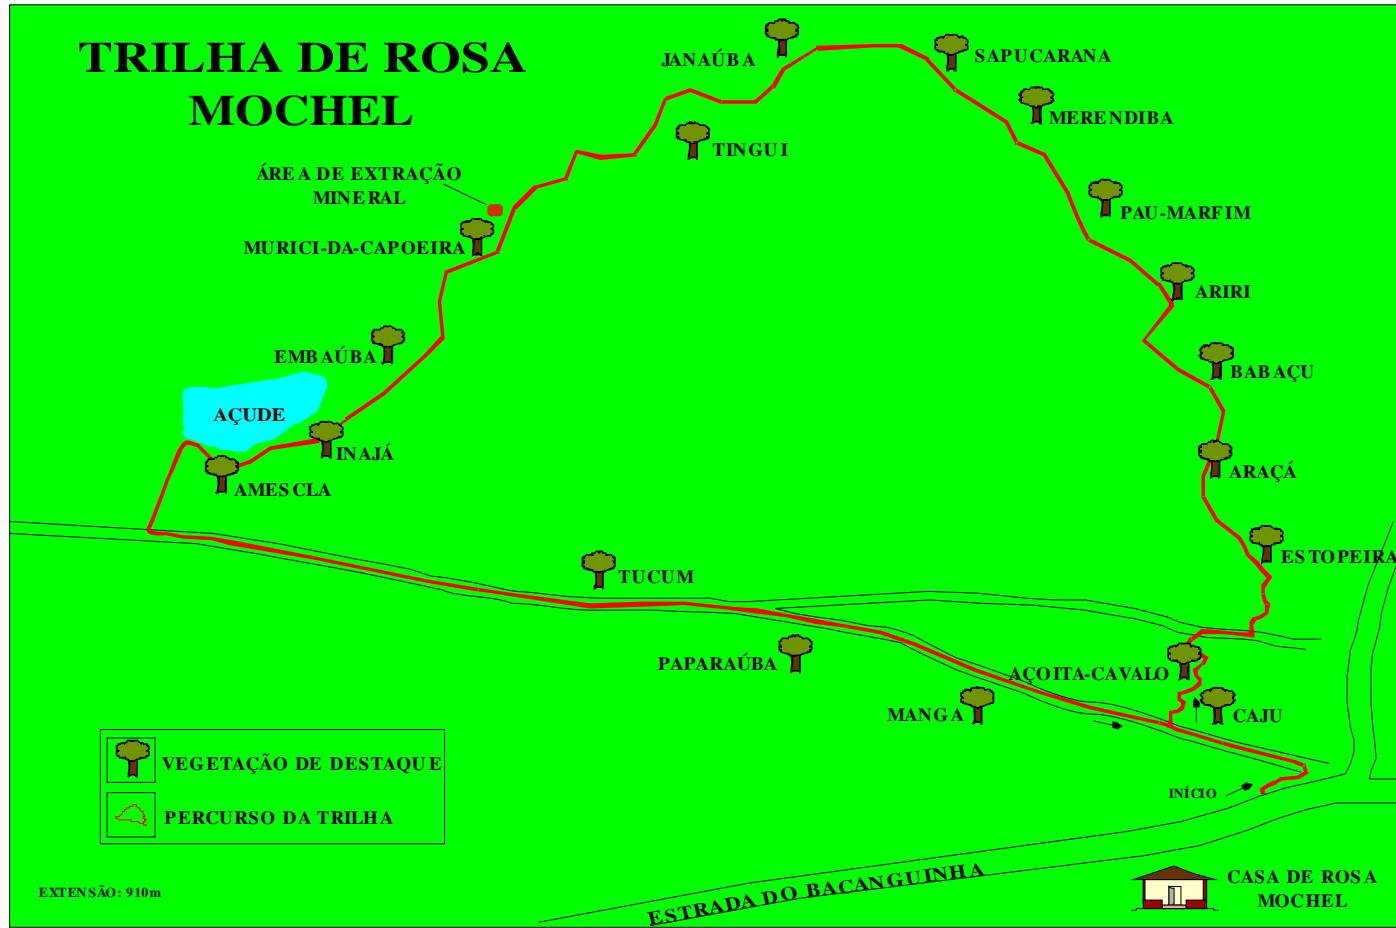 TRILHA DE ROSA
MOCHEL
JANAÚBA
SAPUCARANA
MERENDIBA
TINGUI
ÁREA DE EXTRAÇÃO
MINERAL
PAU-MARFIM
MURICI-DA-CAPOEIRA
ARIRI
EMBAÚBA
BABAÇU
AÇUDE
INAJÁ
ARAÇÁ
AMESCLA
ESTOPEIRA
TUCUM
PAPARAÚBA
AÇOITA-CAVALO
MANGA
CAJU
VEGETAÇÃO DE DESTAQUE
INÍCIO
PERCURSO DA TRILHA
EXTENSÃO: 910m
ESTRADA DO BACANGUINHA
CASA DE ROSA
MOCHEL